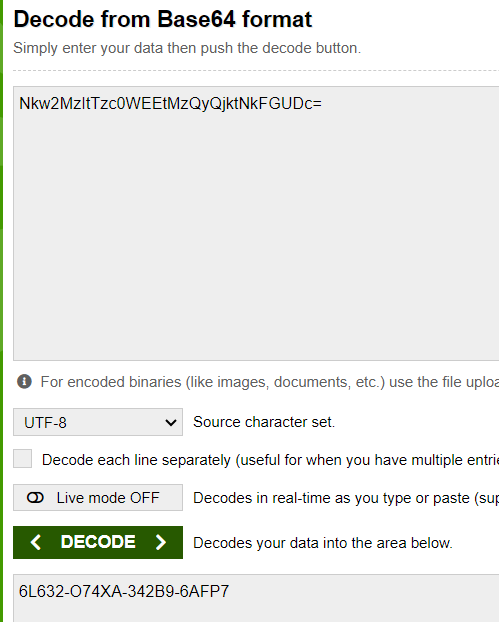 Decode from Base64 format
Simply enter your data then push the decode button.
Nkw2MzItTzc0WEEtMzQyQjktNkFGUDc=
For encoded binaries (like images, documents, etc.) use the file uploa
UTF-8 Source character set.
Decode each line separately (useful for when you have multiple entrie
Live mode OFF Decodes in real-time as you type or paste (sup
DECODE Decodes your data into the area below.
6L632-O74XA-342B9-6AFP7